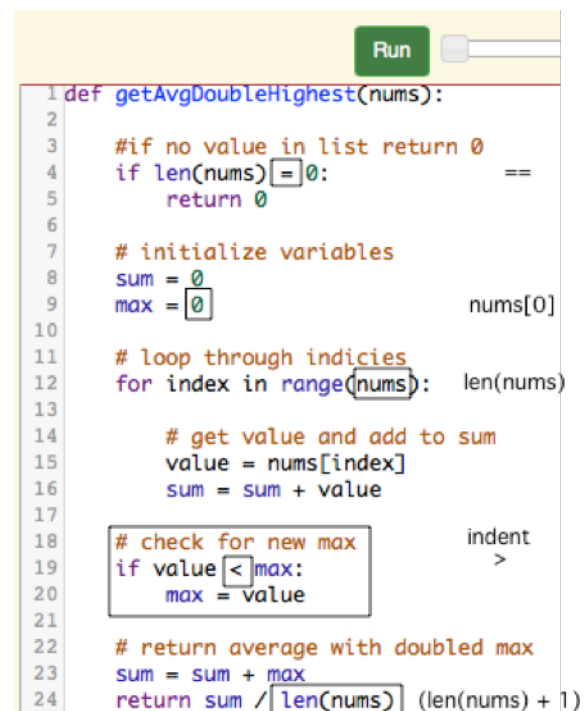 Run
1 def getAvgDoubleHighest(nums):
2
3 #if no value in list return 0
4 if len(nums) = 0: ==
5 return 0
6
7 # initialize variables
8 sum = 0
9 max = 0 nums[0]
10
11 # loop through indicies
12 for index in range(nums): len(nums)
13
14 # get value and add to sum
15 value = nums[index]
16 sum = sum + value
17
18 # check for new max indent
19 if value < max: >
20 max = value
21
22 # return average with doubled max
23 sum = sum + max
24 return sum / len(nums) (len(nums) + 1)